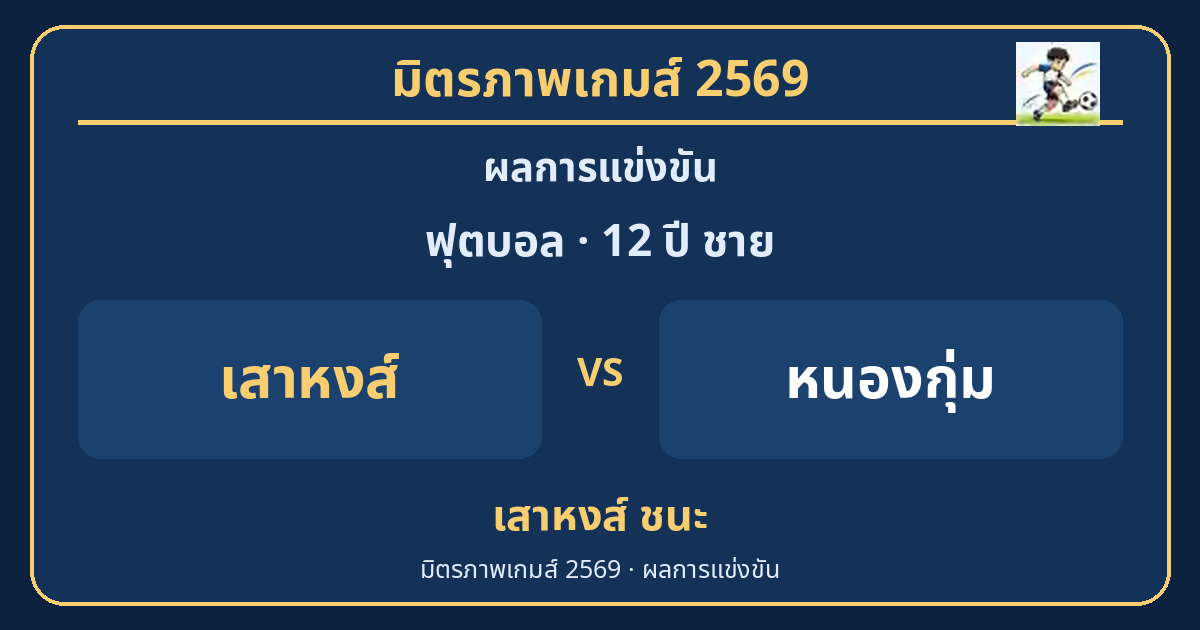 มิตรภาพเกมส์ 2569
ผลการแข่งขัน
ฟุตบอล · 12 ปี ชาย
เสาหงส์
VS
หนองกุ่ม
เสาหงส์ ชนะ
มิตรภาพเกมส์ 2569 · ผลการแข่งขัน